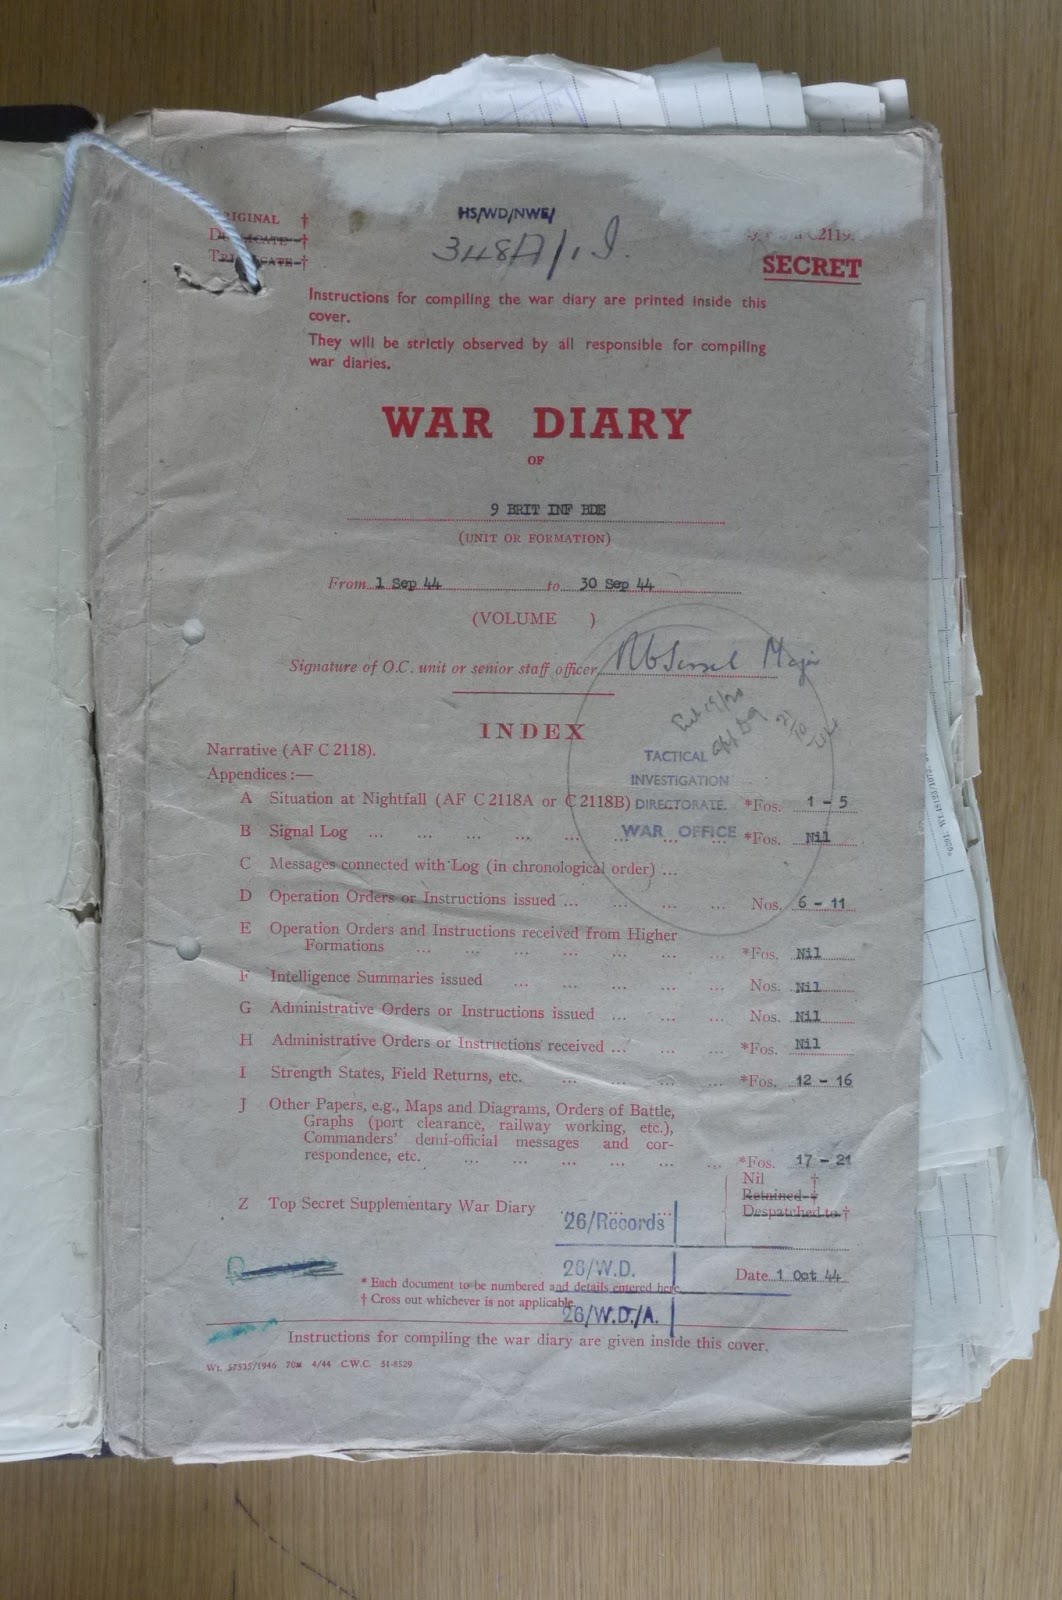 ORIGINAL †
DUPLICATE †
TRIPLICATE †
HS/WD/NWE/
348A/1 I.
C2119.
SECRET
Instructions for compiling the war diary are printed inside this
cover.
They will be strictly observed by all responsible for compiling
war diaries.
WAR DIARY
OF
9 BRIT INF BDE
(UNIT OR FORMATION)
From 1 Sep 44 to 30 Sep 44
(VOLUME )
Signature of O.C. unit or senior staff officer Major
INDEX
Narrative (AF C 2118).
Appendices :—
TACTICAL
INVESTIGATION
DIRECTORATE.
WAR OFFICE
A Situation at Nightfall (AF C 2118A or C 2118B) *Fos. 1 - 5
B Signal Log ... ... ... ... ... ... ... ... *Fos. Nil
C Messages connected with Log (in chronological order) ...
D Operation Orders or Instructions issued ... ... ... ... Nos. 6 - 11
E Operation Orders and Instructions received from Higher
Formations ... ... ... ... ... ... ... *Fos. Nil
F Intelligence Summaries issued ... ... ... ... ... Nos. Nil
G Administrative Orders or Instructions issued ... ... ... Nos. Nil
H Administrative Orders or Instructions received ... ... ... *Fos. Nil
I Strength States, Field Returns, etc. ... ... ... ... *Fos. 12 - 16
J Other Papers, e.g., Maps and Diagrams, Orders of Battle,
Graphs (port clearance, railway working, etc.),
Commanders' demi-official messages and cor-
respondence, etc. ... ... ... ... ... ... *Fos. 17 - 21
Nil †
Retained †
Despatched to †
Z Top Secret Supplementary War Diary ... ...
26/Records
26/W.D.
26/W.D./A.
Date 1 Oct 44
* Each document to be numbered and details entered here.
† Cross out whichever is not applicable.
Instructions for compiling the war diary are given inside this cover.
Wt. 57525/1946 70M 4/44 C.W.C. 51-8529